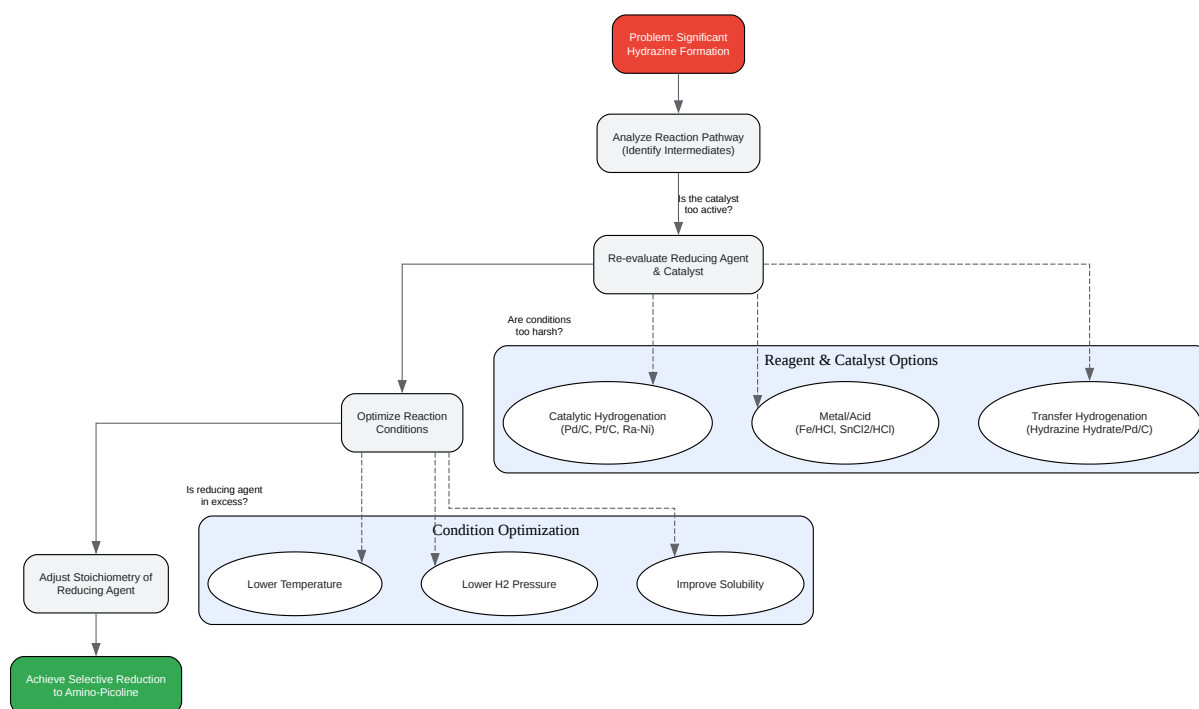 Problem: Significant
Hydrazine Formation
Analyze Reaction Pathway
(Identify Intermediates)
Is the catalyst
too active?
Re-evaluate Reducing Agent
& Catalyst
Are conditions
too harsh?
Reagent & Catalyst Options
Catalytic Hydrogenation
(Pd/C, Pt/C, Ra-Ni)
Metal/Acid
(Fe/HCl, SnCl2/HCl)
Transfer Hydrogenation
(Hydrazine Hydrate/Pd/C)
Optimize Reaction
Conditions
Is reducing agent
in excess?
Condition Optimization
Lower Temperature
Lower H2 Pressure
Improve Solubility
Adjust Stoichiometry of
Reducing Agent
Achieve Selective Reduction
to Amino-Picoline